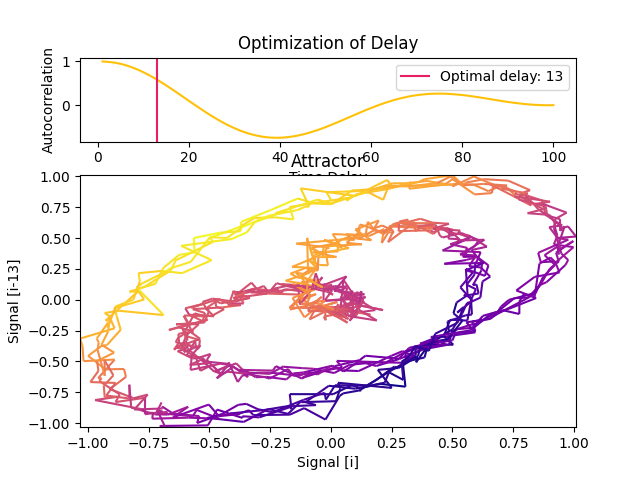 Optimization of Delay
Autocorrelation
1
0
Optimal delay: 13
0 20 40 60 80 100
Attractor
Signal [i-13]
1.00
0.75
0.50
0.25
0.00
−0.25
−0.50
−0.75
−1.00
−1.00 −0.75 −0.50 −0.25 0.00 0.25 0.50 0.75 1.00
Signal [i]